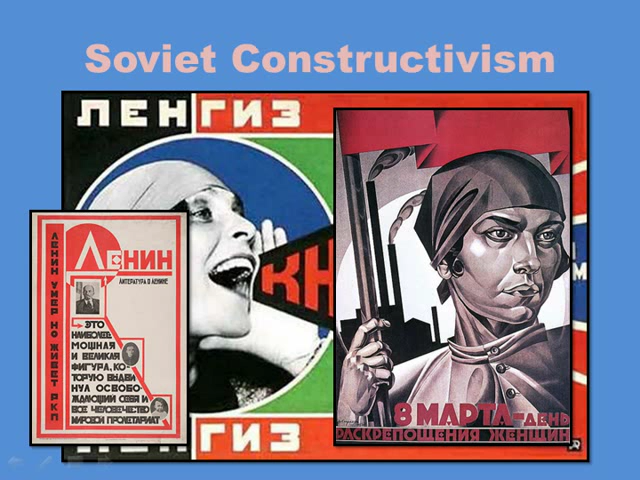 Soviet Constructivism
ЛЕНГИЗ
КН
ГИЗ
ЛЕНИН
ЛИТЕРАТУРА О ЛЕНИНЕ
ЛЕНИН УМЕР НО ЖИВЕТ РКП
ЭТО
НАИБОЛЕЕ
МОЩНАЯ
И ВЕЛИКАЯ
ФИГУРА, КО-
ТОРУЮ ВЫДВИ
НУЛ ОСВОБО
ЖДАЮЩИЙ СЕБЯ И
ВСЕ ЧЕЛОВЕЧЕСТВО
МИРОВОЙ ПРОЛЕТАРИАТ
8 МАРТА-ДЕНЬ
РАСКРЕПОЩЕНИЯ ЖЕНЩИН